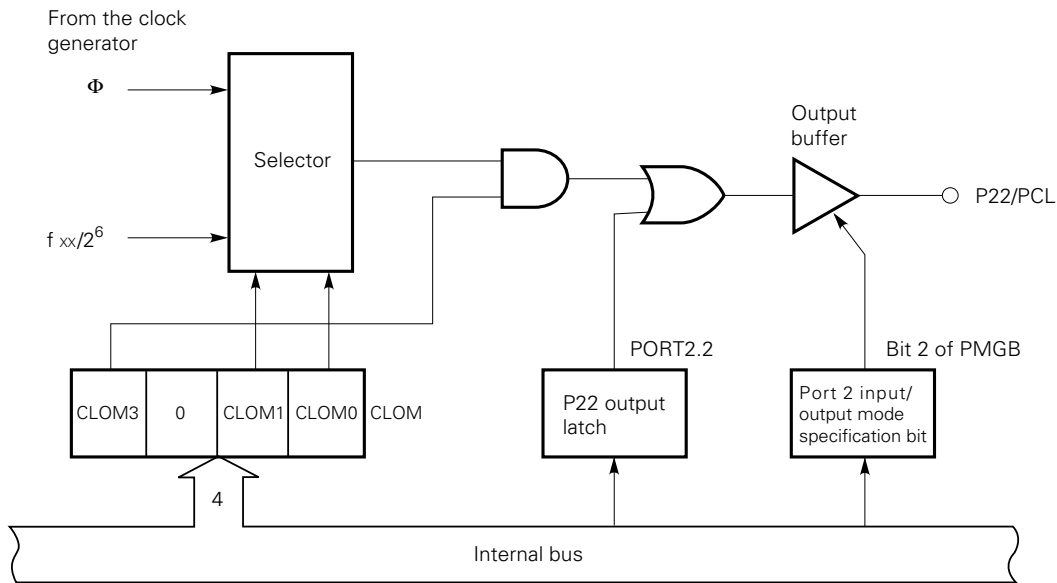 From the clock
generator
Φ
Selector
f xx/2^6
Output
buffer
P22/PCL
PORT2.2
Bit 2 of PMGB
CLOM3 0 CLOM1 CLOM0 CLOM
P22 output
latch
Port 2 input/
output mode
specification bit
4
Internal bus